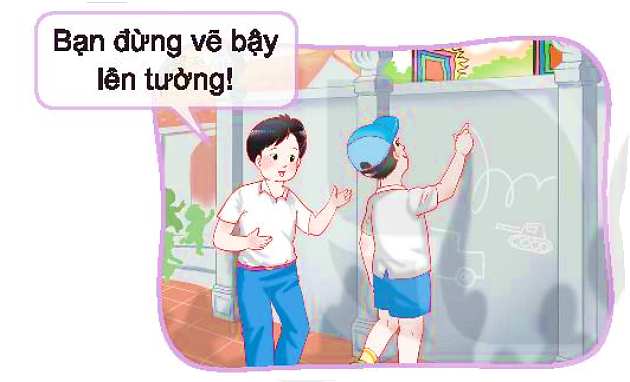 Bạn đừng vẽ bậy
lên tường!